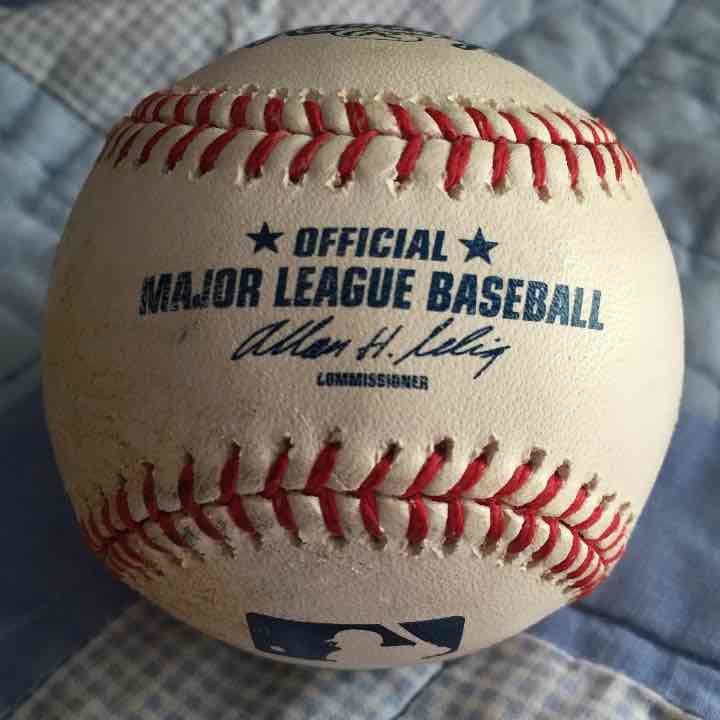 ★ OFFICIAL ★
MAJOR LEAGUE BASEBALL
Allan H. Selig
COMMISSIONER